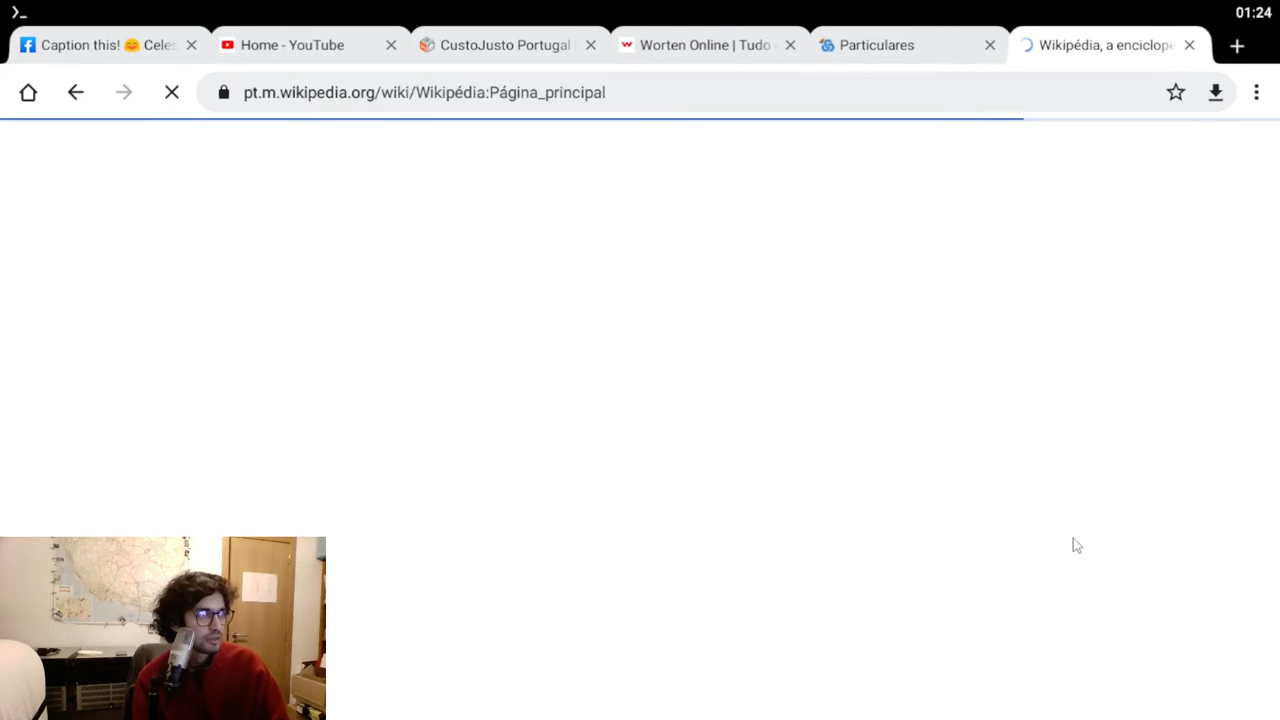 01:24
Caption this! 🤗 Celes
Home - YouTube
CustoJusto Portugal |
Worten Online | Tudo
Particulares
Wikipédia, a enciclope
pt.m.wikipedia.org/wiki/Wikipédia:Página_principal